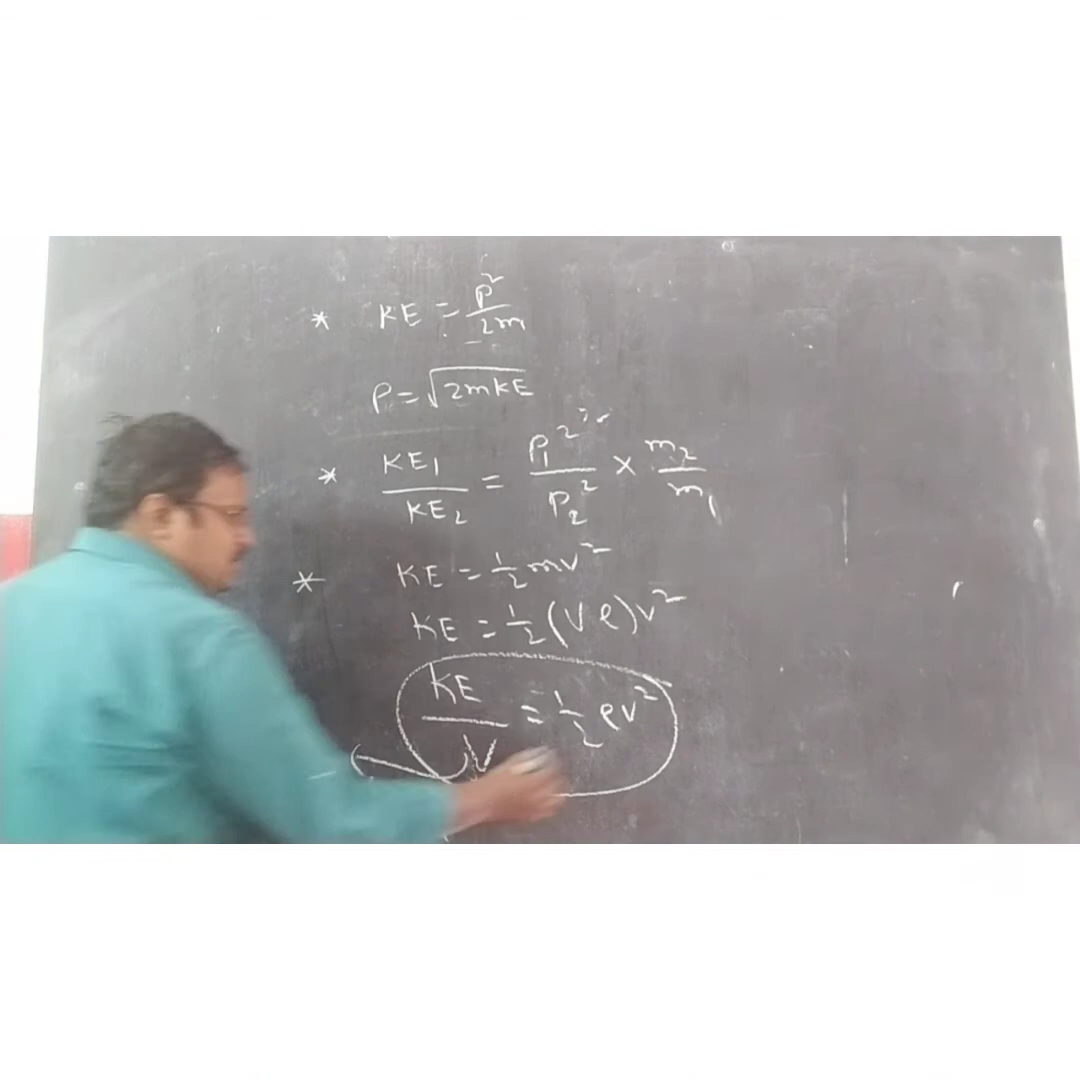 * KE = p²/2m
P = √2mKE
* KE₁/KE₂ = P₁²/P₂² × m₂/m₁
* KE = ½mv²
KE = ½(Vρ)v²
KE/V = ½ρv²